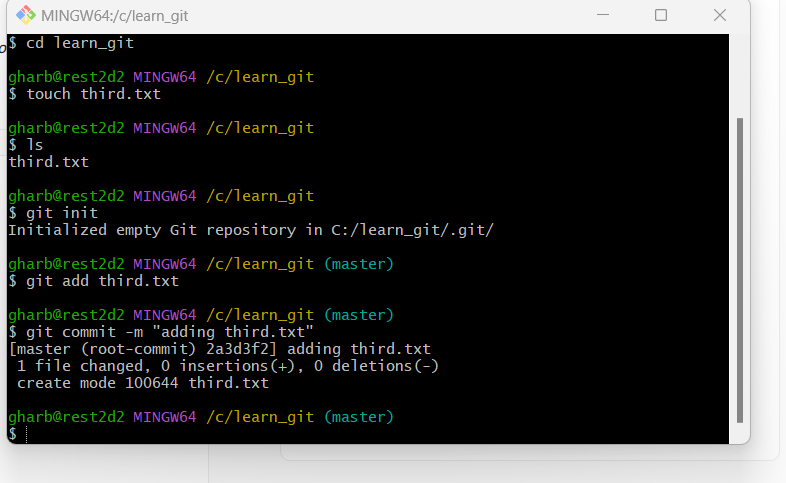 MINGW64:/c/learn_git
$ cd learn_git
gharb@rest2d2 MINGW64 /c/learn_git
$ touch third.txt
gharb@rest2d2 MINGW64 /c/learn_git
$ ls
third.txt
gharb@rest2d2 MINGW64 /c/learn_git
$ git init
Initialized empty Git repository in C:/learn_git/.git/
gharb@rest2d2 MINGW64 /c/learn_git (master)
$ git add third.txt
gharb@rest2d2 MINGW64 /c/learn_git (master)
$ git commit -m "adding third.txt"
[master (root-commit) 2a3d3f2] adding third.txt
 1 file changed, 0 insertions(+), 0 deletions(-)
 create mode 100644 third.txt
gharb@rest2d2 MINGW64 /c/learn_git (master)
$